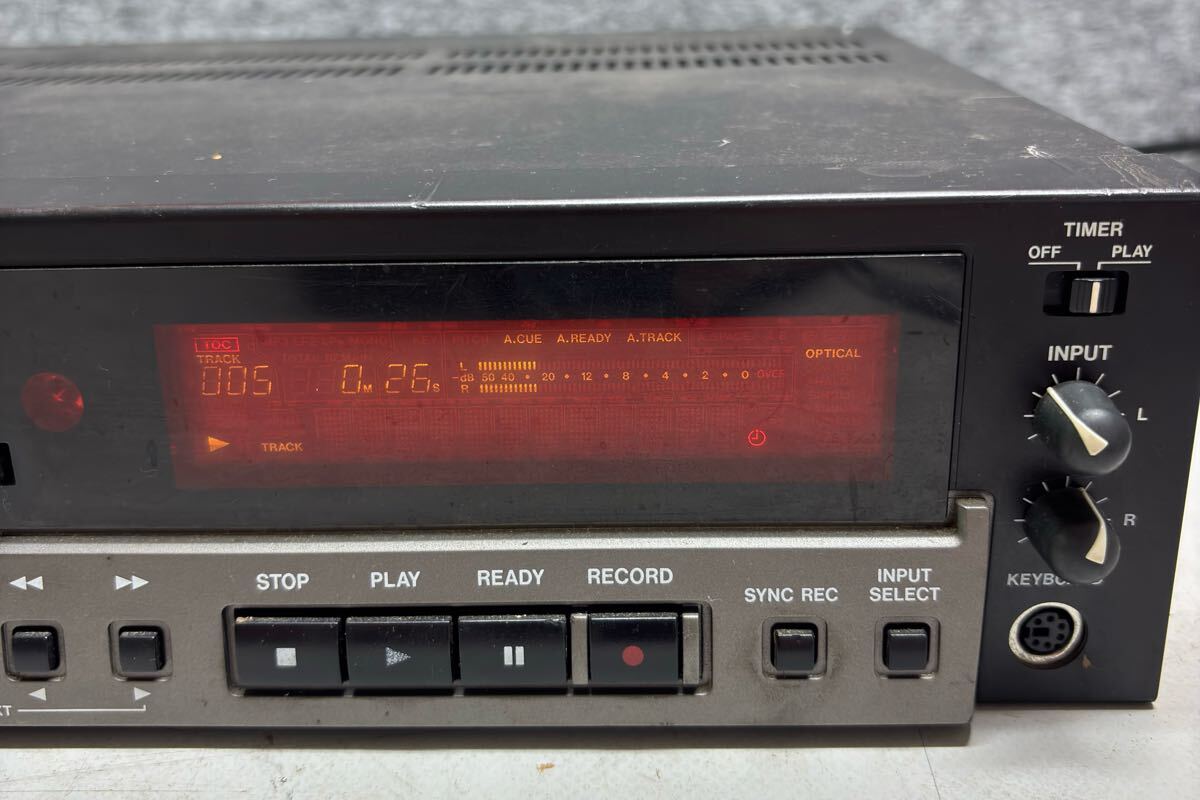 TIMER
OFF PLAY
TOC
A.CUE A.READY A.TRACK
TRACK
OPTICAL
L
-dB 50 40 • 20 • 12 • 8 • 4 • 2 • 0 OVER
R
005 0M 26S
TRACK
INPUT
L
R
KEYBOARD
STOP PLAY READY RECORD
SYNC REC
INPUT
SELECT